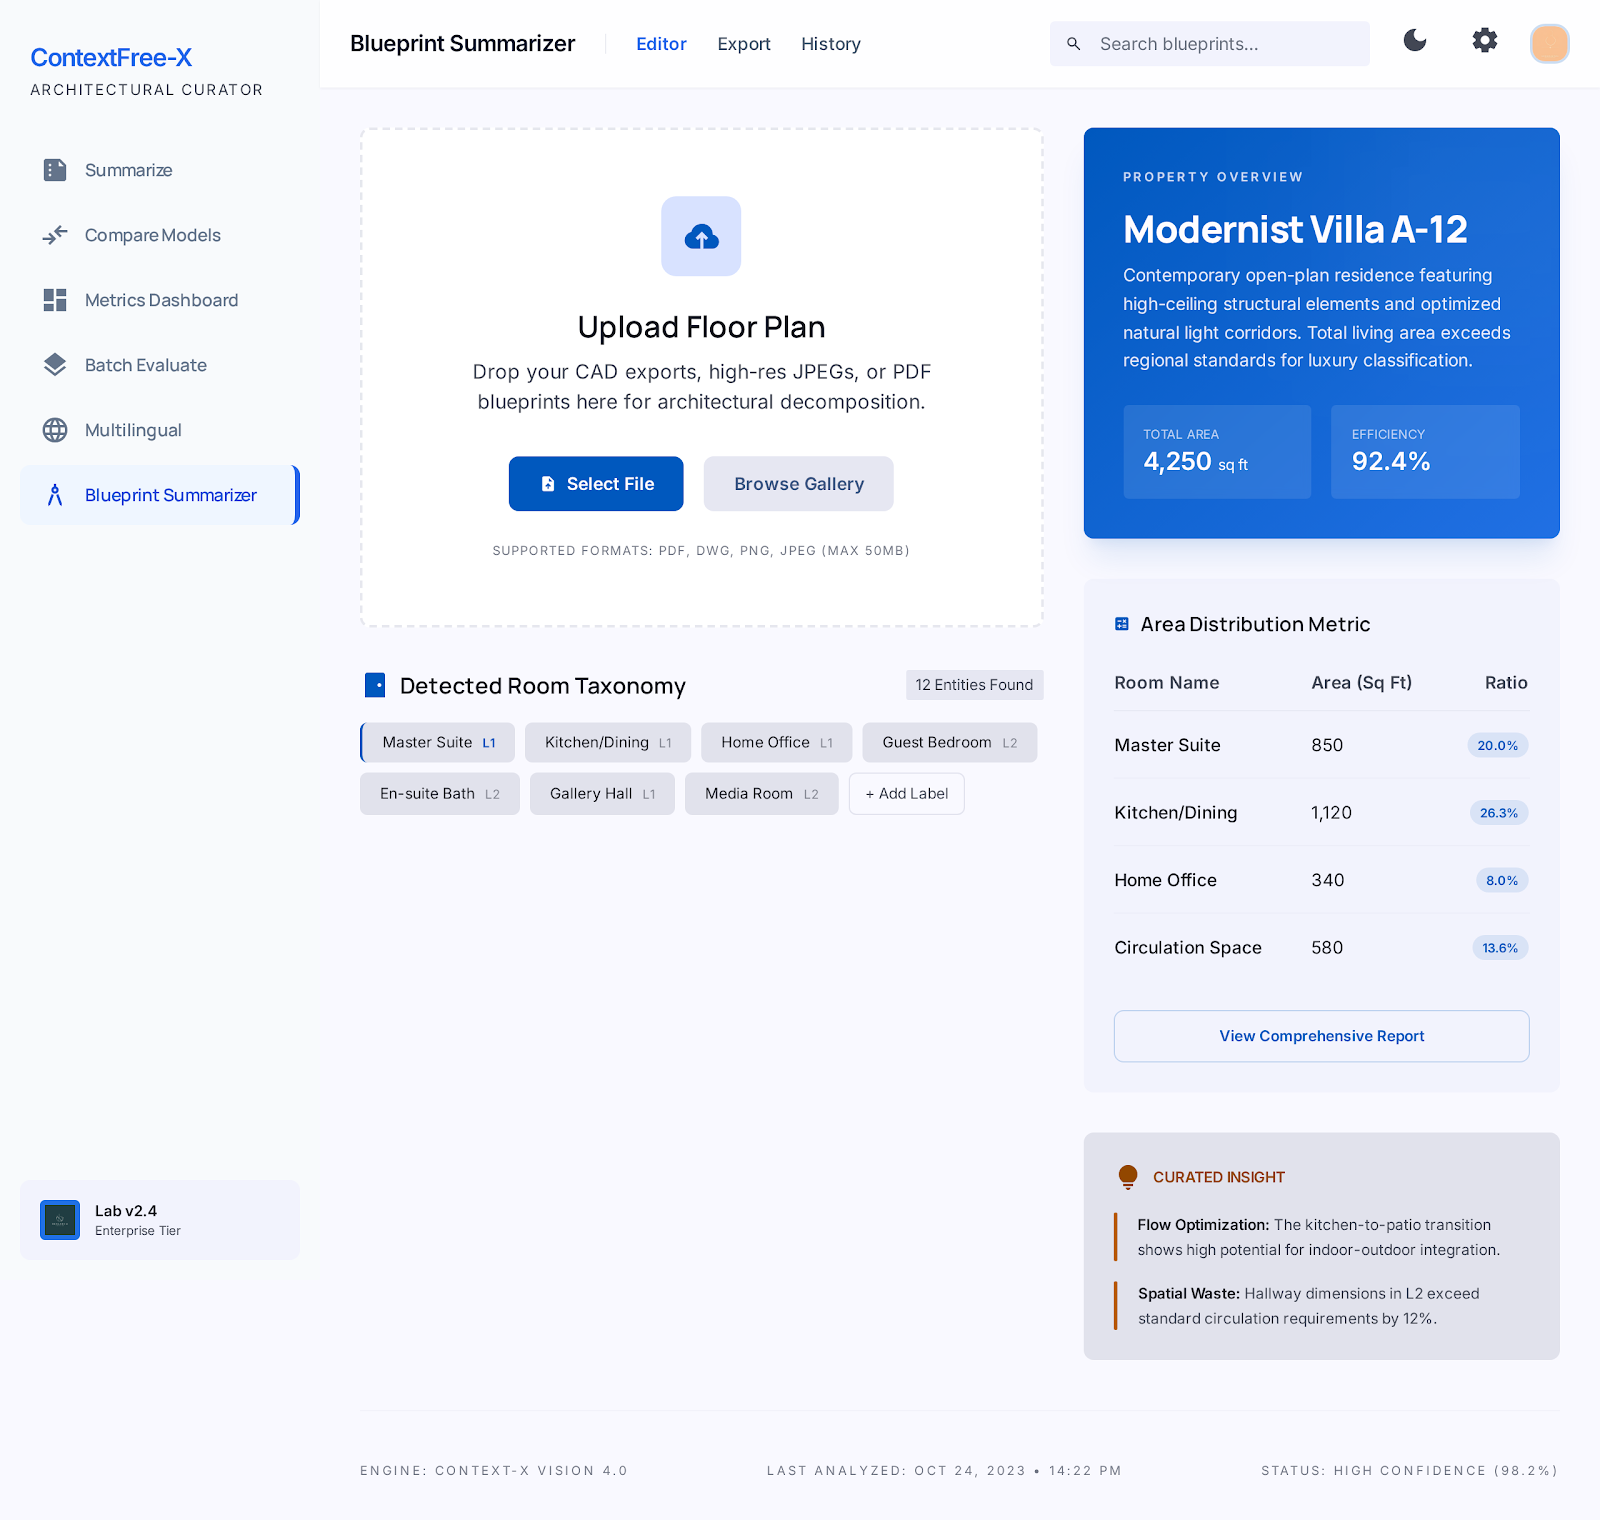 ContextFree-X
ARCHITECTURAL CURATOR
Summarize
Compare Models
Metrics Dashboard
Batch Evaluate
Multilingual
Blueprint Summarizer
Lab v2.4
Enterprise Tier
Blueprint Summarizer
Editor
Export
History
Search blueprints...
Upload Floor Plan
Drop your CAD exports, high-res JPEGs, or PDF
blueprints here for architectural decomposition.
Select File
Browse Gallery
SUPPORTED FORMATS: PDF, DWG, PNG, JPEG (MAX 50MB)
Detected Room Taxonomy
12 Entities Found
Master Suite L1
Kitchen/Dining L1
Home Office L1
Guest Bedroom L2
En-suite Bath L2
Gallery Hall L1
Media Room L2
+ Add Label
PROPERTY OVERVIEW
Modernist Villa A-12
Contemporary open-plan residence featuring
high-ceiling structural elements and optimized
natural light corridors. Total living area exceeds
regional standards for luxury classification.
TOTAL AREA
4,250 sq ft
EFFICIENCY
92.4%
Area Distribution Metric
Room Name Area (Sq Ft) Ratio
Master Suite 850 20.0%
Kitchen/Dining 1,120 26.3%
Home Office 340 8.0%
Circulation Space 580 13.6%
View Comprehensive Report
CURATED INSIGHT
Flow Optimization: The kitchen-to-patio transition
shows high potential for indoor-outdoor integration.
Spatial Waste: Hallway dimensions in L2 exceed
standard circulation requirements by 12%.
ENGINE: CONTEXT-X VISION 4.0
LAST ANALYZED: OCT 24, 2023 • 14:22 PM
STATUS: HIGH CONFIDENCE (98.2%)